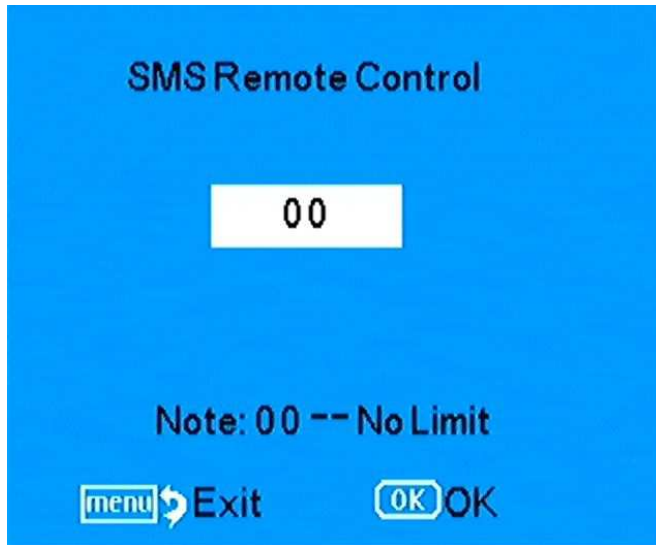 SMS Remote Control
00
Note: 00 -- No Limit
menu Exit OK OK